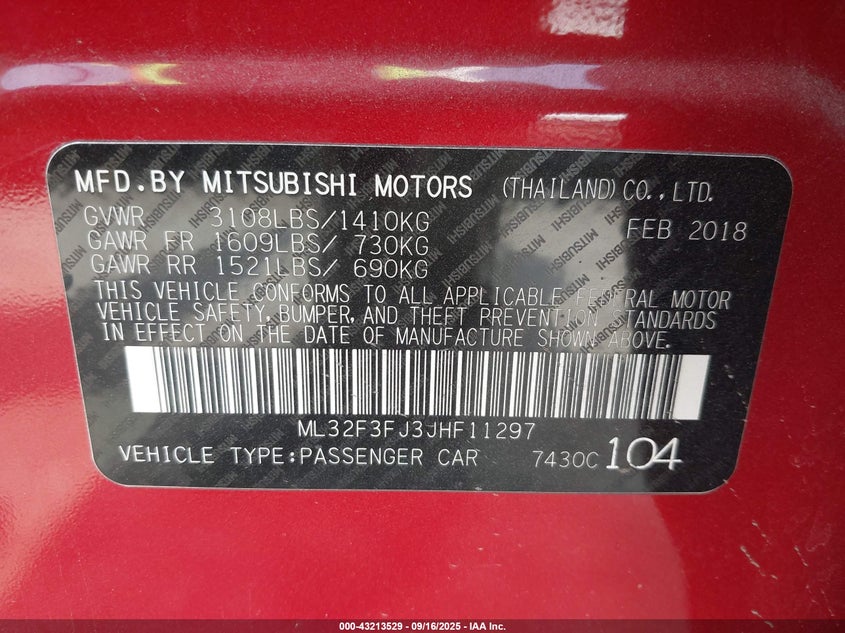 MFD.BY MITSUBISHI MOTORS (THAILAND)CO.,LTD.
GVWR 3108LBS/1410KG FEB 2018
GAWR FR 1609LBS/ 730KG
GAWR RR 1521LBS/ 690KG
THIS VEHICLE CONFORMS TO ALL APPLICABLE FEDERAL MOTOR
VEHICLE SAFETY, BUMPER, AND THEFT PREVENTION STANDARDS
IN EFFECT ON THE DATE OF MANUFACTURE SHOWN ABOVE.
ML32F3FJ3JHF11297
VEHICLE TYPE:PASSENGER CAR 7430C 104
000-43213529 - 09/16/2025 - IAA Inc.